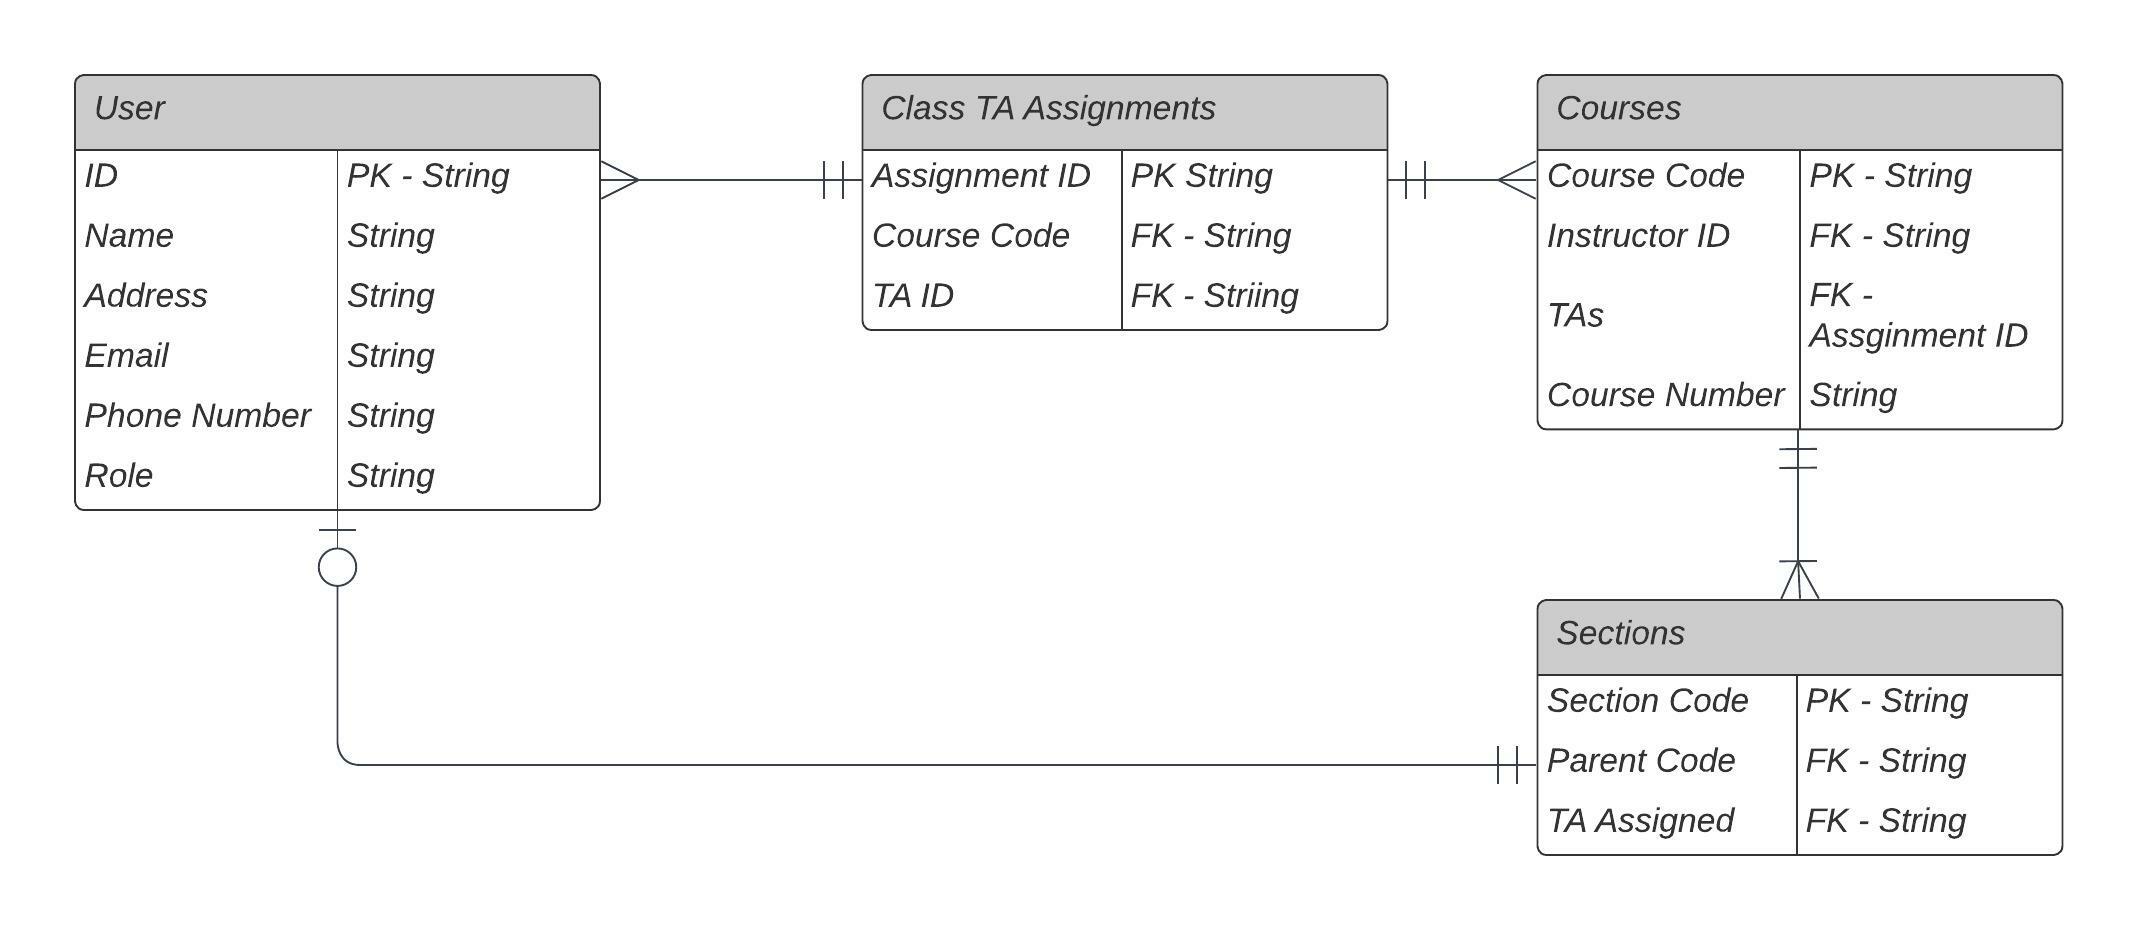 User
ID PK - String
Name String
Address String
Email String
Phone Number String
Role String
Class TA Assignments
Assignment ID PK String
Course Code FK - String
TA ID FK - Striing
Courses
Course Code PK - String
Instructor ID FK - String
TAs FK -
Assginment ID
Course Number String
Sections
Section Code PK - String
Parent Code FK - String
TA Assigned FK - String